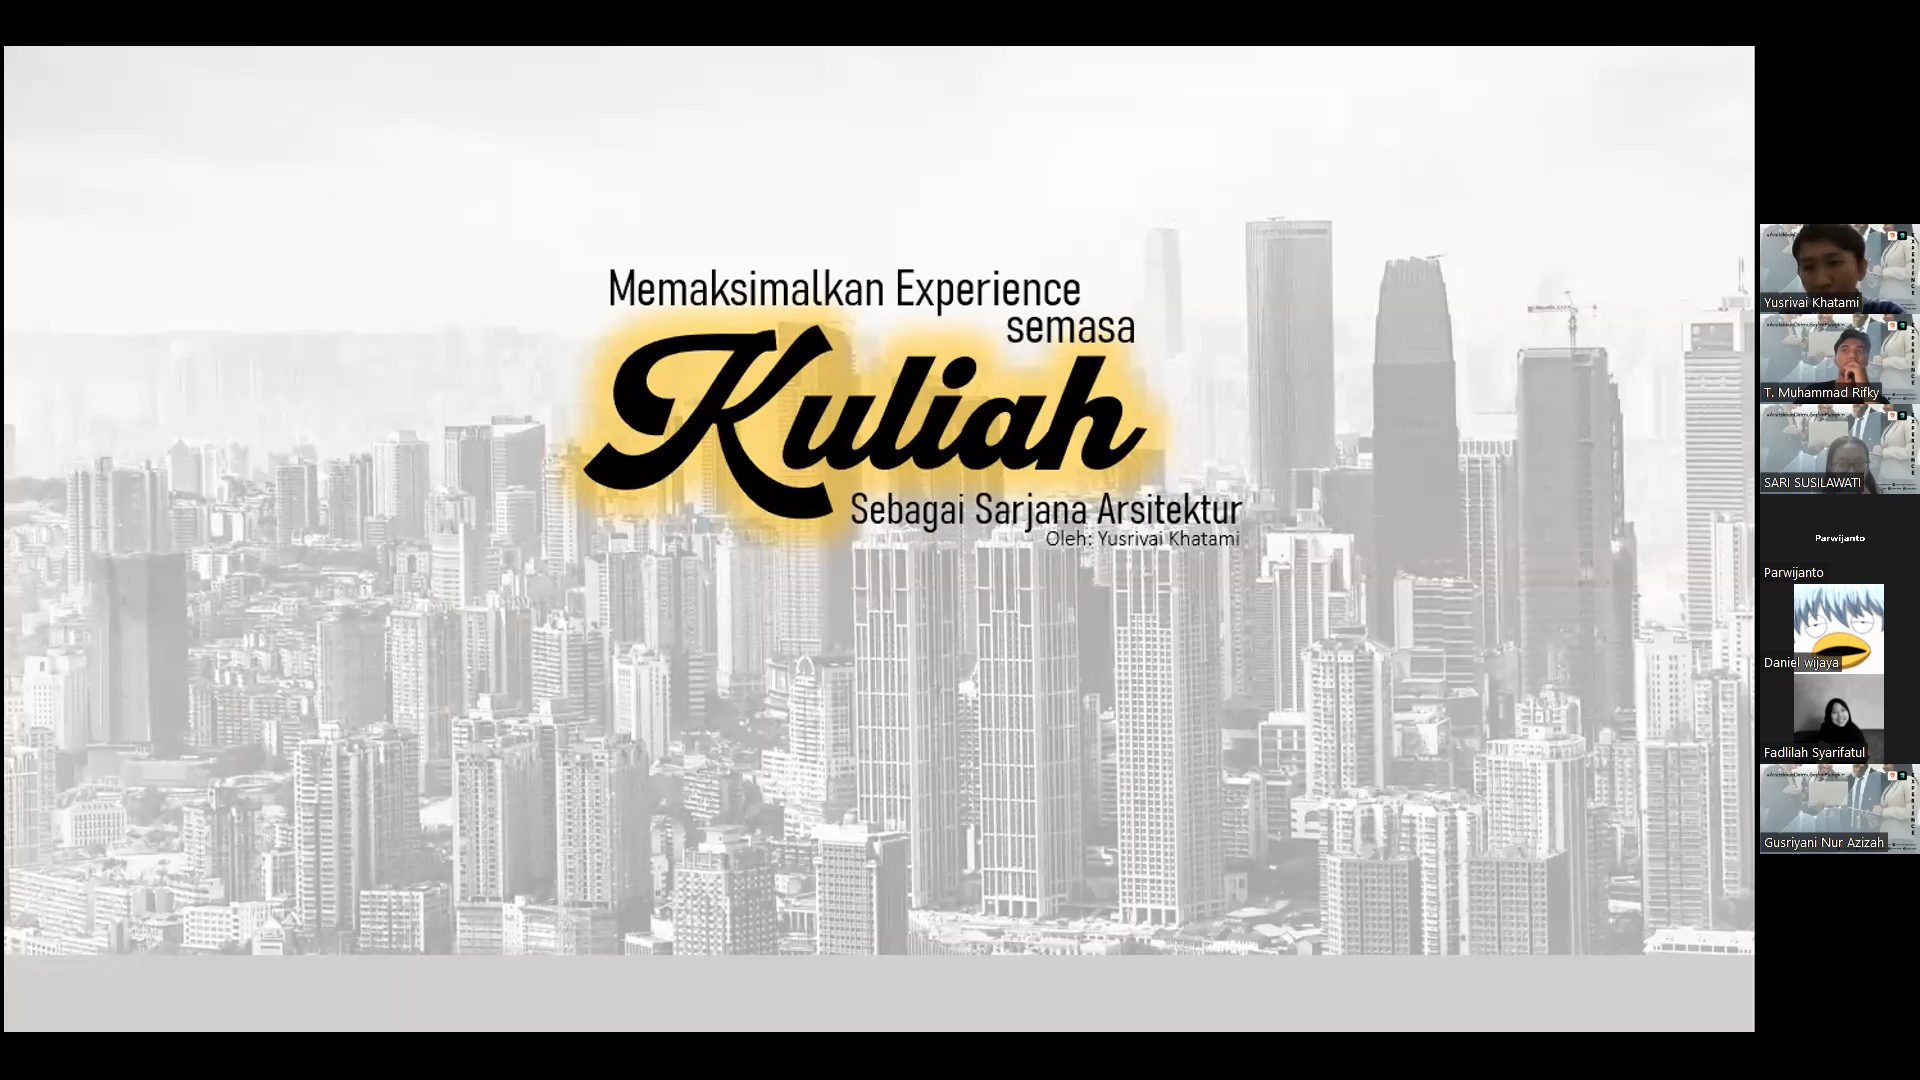 Memaksimalkan Experience
semasa
Kuliah
Sebagai Sarjana Arsitektur
Oleh: Yusrivai Khatami
Yusrivai Khatami
T. Muhammad Rifky
SARI SUSILAWATI
Parwijanto
Parwijanto
Daniel wijaya
Fadlilah Syarifatul
Gusriyani Nur Azizah
EXPERIENCE